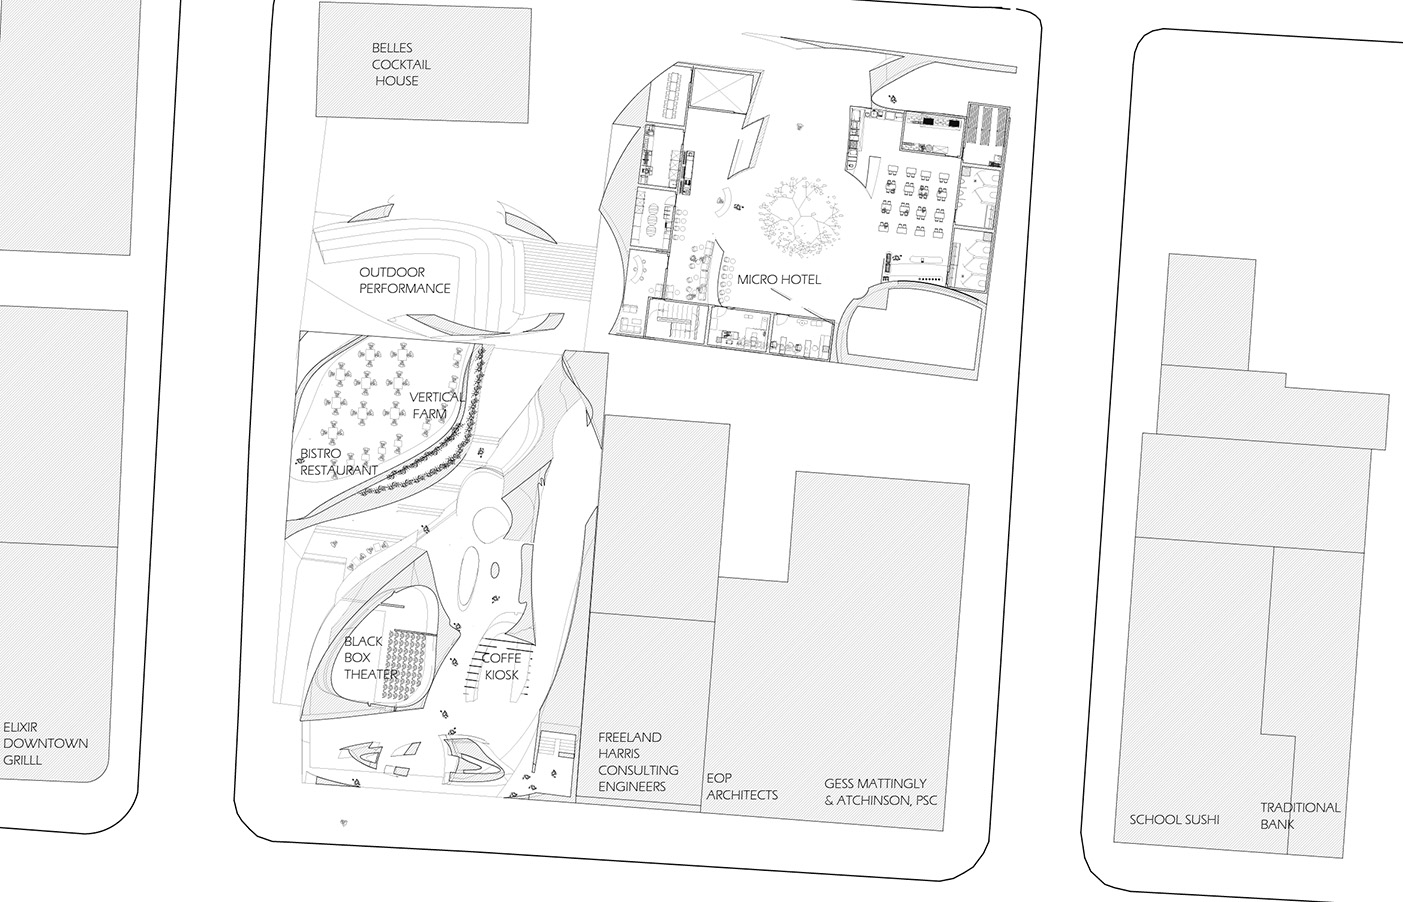 BELLES
COCKTAIL
HOUSE
OUTDOOR
PERFORMANCE
MICRO HOTEL
VERTICAL
FARM
BISTRO
RESTAURANT
BLACK
BOX
THEATER
COFFE
KIOSK
ELIXIR
DOWNTOWN
GRILLL
FREELAND
HARRIS
CONSULTING
ENGINEERS
EOP
ARCHITECTS
GESS MATTINGLY
& ATCHINSON, PSC
SCHOOL SUSHI
TRADITIONAL
BANK